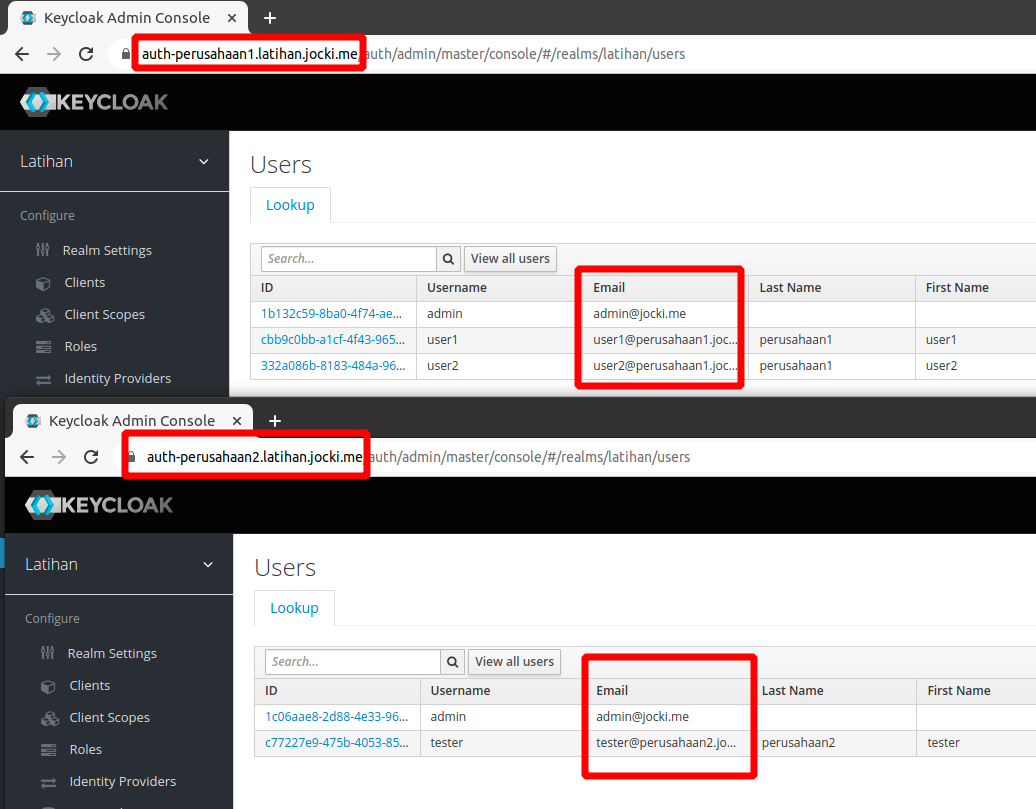 Keycloak Admin Console × +
auth-perusahaan1.latihan.jocki.me/auth/admin/master/console/#/realms/latihan/users
KEYCLOAK
Latihan
Configure
Realm Settings
Clients
Client Scopes
Roles
Identity Providers
Users
Lookup
Search... View all users
ID Username Email Last Name First Name
1b132c59-8ba0-4f74-ae... admin admin@jocki.me
cbb9c0bb-a1cf-4f43-965... user1 user1@perusahaan1.joc... perusahaan1 user1
332a086b-8183-484a-96... user2 user2@perusahaan1.joc... perusahaan1 user2
Keycloak Admin Console × +
auth-perusahaan2.latihan.jocki.me/auth/admin/master/console/#/realms/latihan/users
KEYCLOAK
Latihan
Configure
Realm Settings
Clients
Client Scopes
Roles
Identity Providers
Users
Lookup
Search... View all users
ID Username Email Last Name First Name
1c06aae8-2d88-4e33-96... admin admin@jocki.me
c77227e9-475b-4053-85... tester tester@perusahaan2.jo... perusahaan2 tester